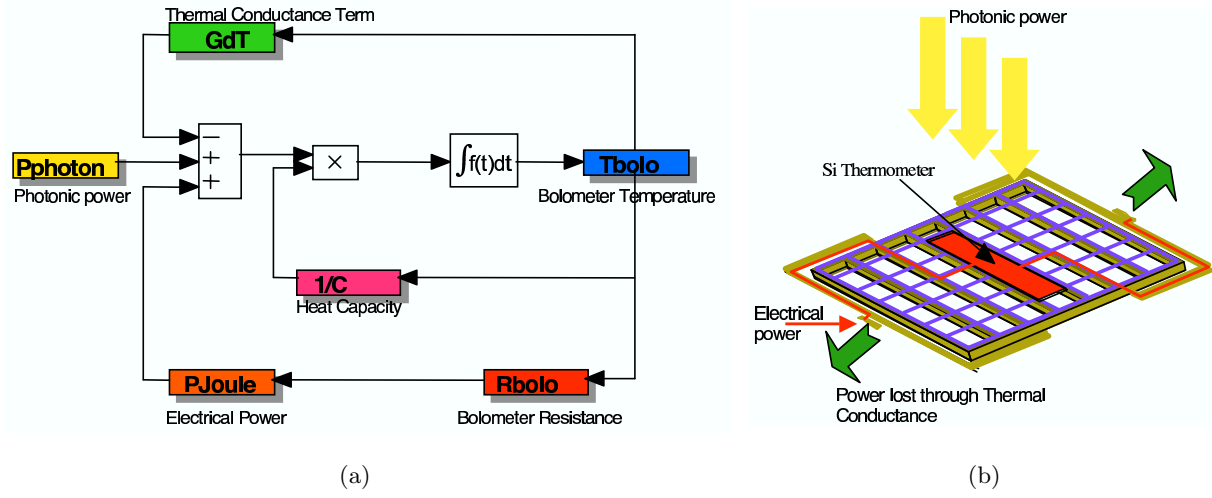 Thermal Conductance Term
GdT
−
+
+
Pphoton
Photonic power
×
∫f(t)dt
Tbolo
Bolometer Temperature
1/C
Heat Capacity
PJoule
Electrical Power
Rbolo
Bolometer Resistance
(a)
Photonic power
Si Thermometer
Electrical
power
Power lost through Thermal
Conductance
(b)